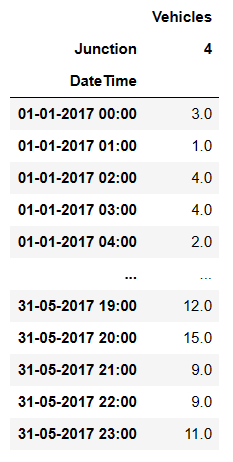 Vehicles
Junction 4
DateTime
01-01-2017 00:00 3.0
01-01-2017 01:00 1.0
01-01-2017 02:00 4.0
01-01-2017 03:00 4.0
01-01-2017 04:00 2.0
... ...
31-05-2017 19:00 12.0
31-05-2017 20:00 15.0
31-05-2017 21:00 9.0
31-05-2017 22:00 9.0
31-05-2017 23:00 11.0